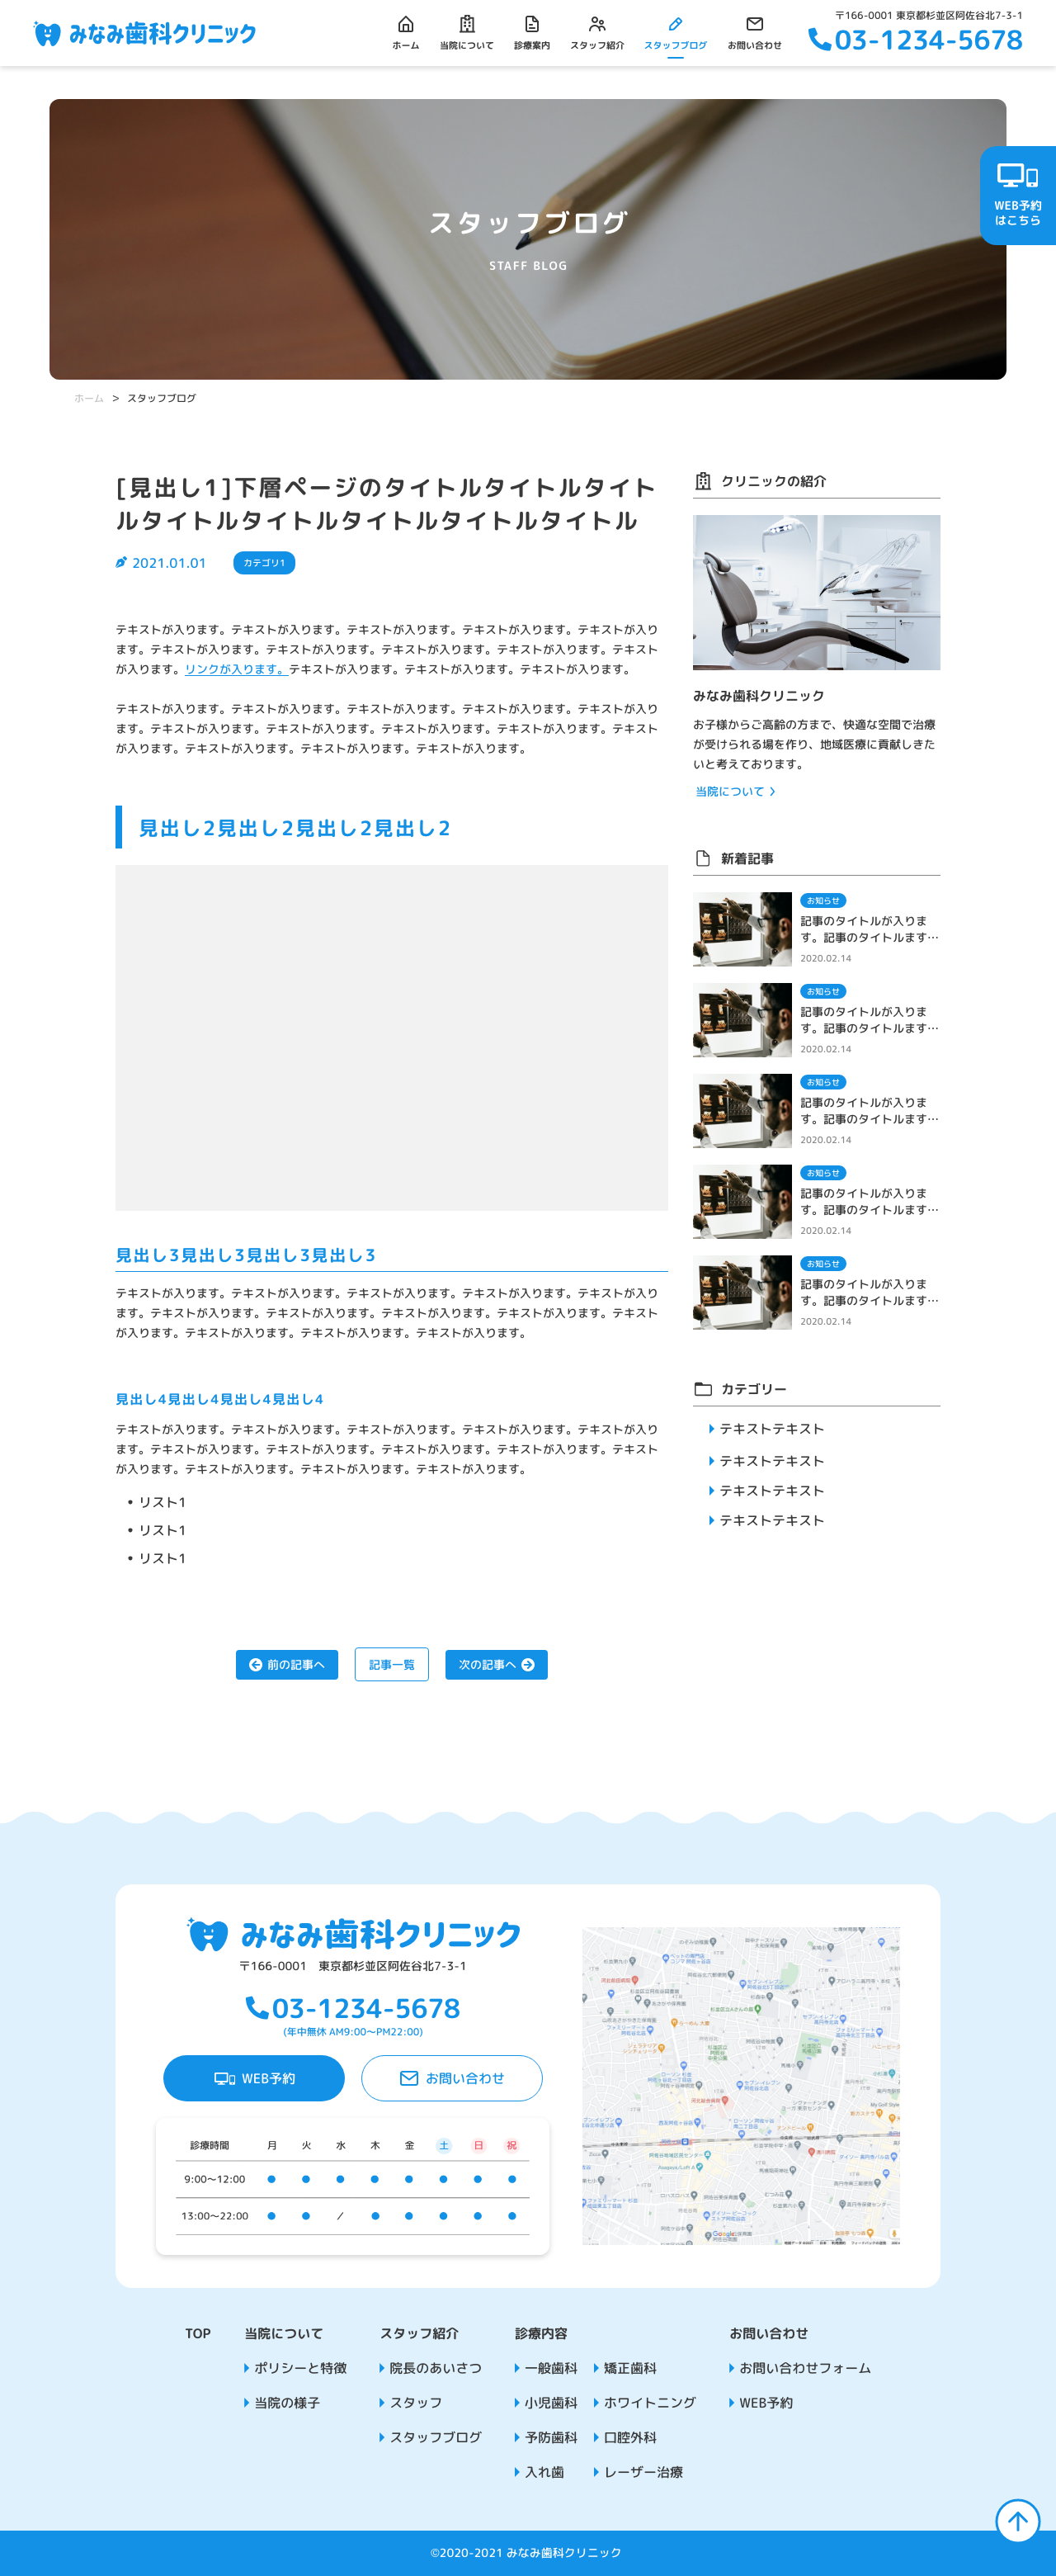 みなみ歯科クリニック
ホーム
当院について
診療案内
スタッフ紹介
スタッフブログ
お問い合わせ
〒166-0001 東京都杉並区阿佐谷北7-3-1
03-1234-5678
WEB予約
はこちら
スタッフブログ
STAFF BLOG
ホーム > スタッフブログ
[見出し1]下層ページのタイトルタイトルタイト
ルタイトルタイトルタイトルタイトルタイトル
2021.01.01
カテゴリ1
テキストが入ります。テキストが入ります。テキストが入ります。テキストが入ります。テキストが入り
ます。テキストが入ります。テキストが入ります。テキストが入ります。テキストが入ります。テキスト
が入ります。リンクが入ります。テキストが入ります。テキストが入ります。テキストが入ります。
テキストが入ります。テキストが入ります。テキストが入ります。テキストが入ります。テキストが入り
ます。テキストが入ります。テキストが入ります。テキストが入ります。テキストが入ります。テキスト
が入ります。テキストが入ります。テキストが入ります。テキストが入ります。
見出し2見出し2見出し2見出し2
見出し3見出し3見出し3見出し3
テキストが入ります。テキストが入ります。テキストが入ります。テキストが入ります。テキストが入り
ます。テキストが入ります。テキストが入ります。テキストが入ります。テキストが入ります。テキスト
が入ります。テキストが入ります。テキストが入ります。テキストが入ります。
見出し4見出し4見出し4見出し4
テキストが入ります。テキストが入ります。テキストが入ります。テキストが入ります。テキストが入り
ます。テキストが入ります。テキストが入ります。テキストが入ります。テキストが入ります。テキスト
が入ります。テキストが入ります。テキストが入ります。テキストが入ります。
• リスト1
• リスト1
• リスト1
前の記事へ
記事一覧
次の記事へ
クリニックの紹介
みなみ歯科クリニック
お子様からご高齢の方まで、快適な空間で治療
が受けられる場を作り、地域医療に貢献しきた
いと考えております。
当院について
新着記事
お知らせ
記事のタイトルが入りま
す。記事のタイトルます…
2020.02.14
お知らせ
記事のタイトルが入りま
す。記事のタイトルます…
2020.02.14
お知らせ
記事のタイトルが入りま
す。記事のタイトルます…
2020.02.14
お知らせ
記事のタイトルが入りま
す。記事のタイトルます…
2020.02.14
お知らせ
記事のタイトルが入りま
す。記事のタイトルます…
2020.02.14
カテゴリー
テキストテキスト
テキストテキスト
テキストテキスト
テキストテキスト
みなみ歯科クリニック
〒166-0001 東京都杉並区阿佐谷北7-3-1
03-1234-5678
(年中無休 AM9:00〜PM22:00)
WEB予約
お問い合わせ
診療時間 月 火 水 木 金 土 日 祝
9:00〜12:00 ● ● ● ● ● ● ● ●
13:00〜22:00 ● ● / ● ● ● ● ●
Google
TOP
当院について
ポリシーと特徴
当院の様子
スタッフ紹介
院長のあいさつ
スタッフ
スタッフブログ
診療内容
一般歯科
小児歯科
予防歯科
入れ歯
矯正歯科
ホワイトニング
口腔外科
レーザー治療
お問い合わせ
お問い合わせフォーム
WEB予約
©2020-2021 みなみ歯科クリニック